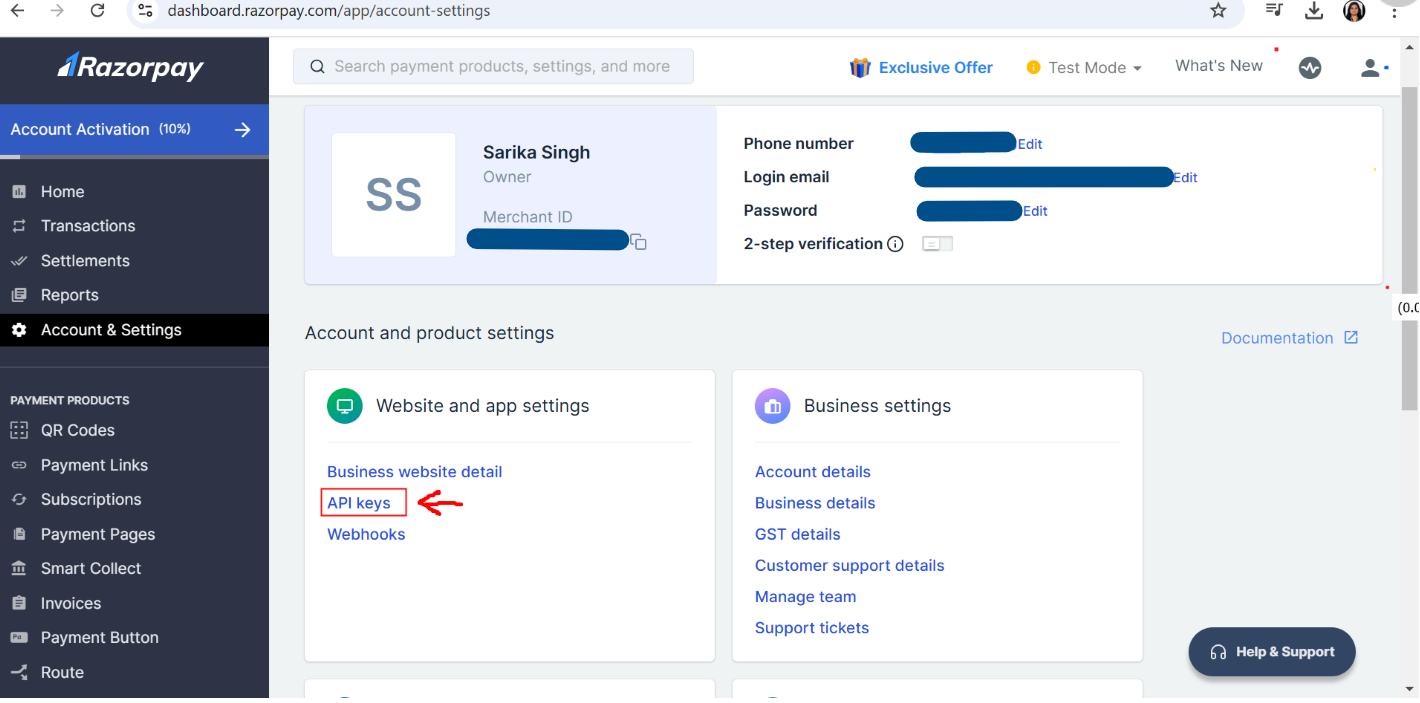 dashboard.razorpay.com/app/account-settings
Razorpay
Search payment products, settings, and more
Exclusive Offer
Test Mode
What's New
Account Activation (10%)
Home
Transactions
Settlements
Reports
Account & Settings
PAYMENT PRODUCTS
QR Codes
Payment Links
Subscriptions
Payment Pages
Smart Collect
Invoices
Payment Button
Route
SS
Sarika Singh
Owner
Merchant ID
Phone number Edit
Login email Edit
Password Edit
2-step verification
(0.0
Account and product settings
Documentation
Website and app settings
Business website detail
API keys
Webhooks
Business settings
Account details
Business details
GST details
Customer support details
Manage team
Support tickets
Help & Support